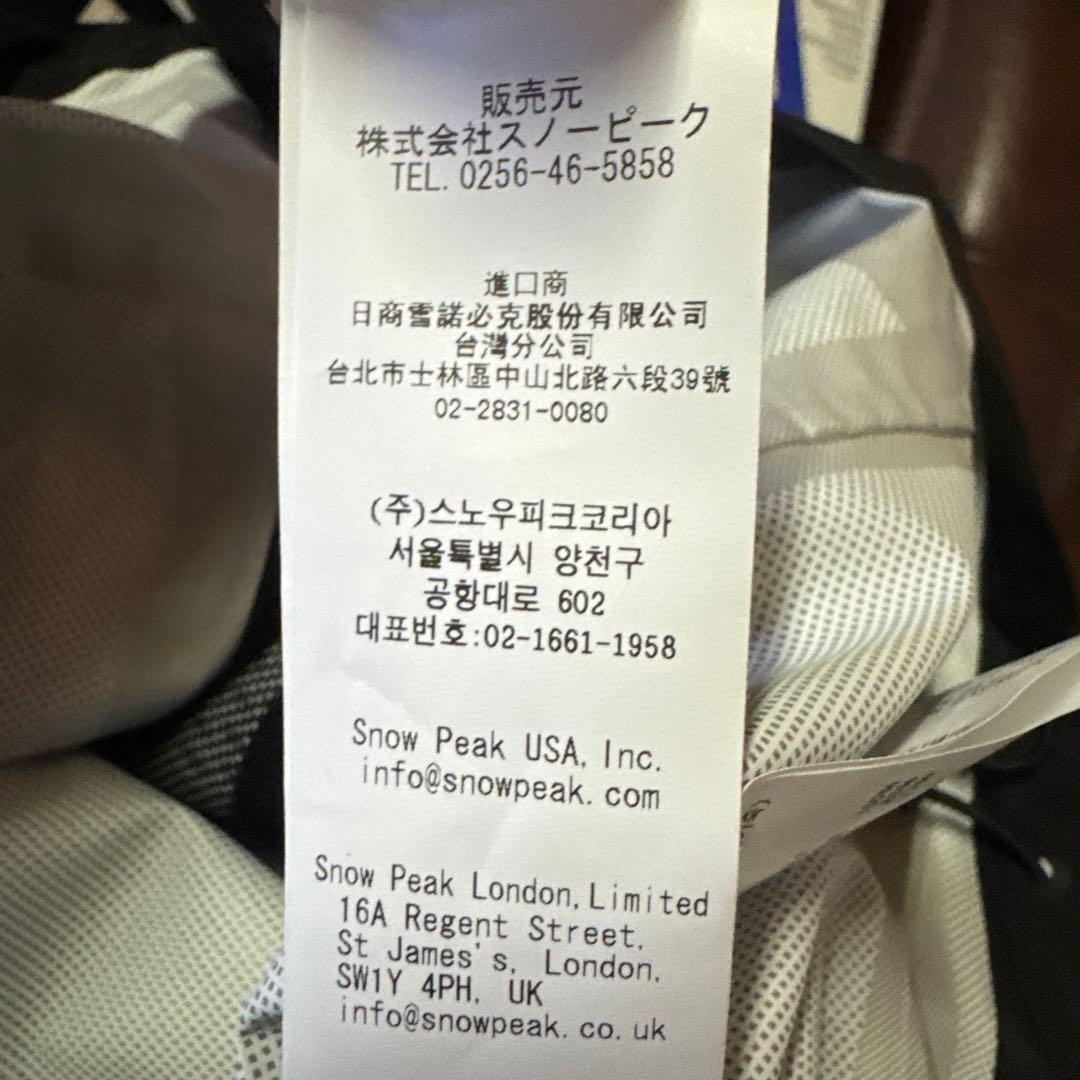 販売元
株式会社スノーピーク
TEL. 0256-46-5858
進口商
日商雪諾必克股份有限公司
台灣分公司
台北市士林區中山北路六段39號
02-2831-0080
(주)스노우피크코리아
서울특별시 양천구
공항대로 602
대표번호:02-1661-1958
Snow Peak USA, Inc.
info@snowpeak.com
Snow Peak London, Limited
16A Regent Street,
St James's, London,
SW1Y 4PH, UK
info@snowpeak.co.uk